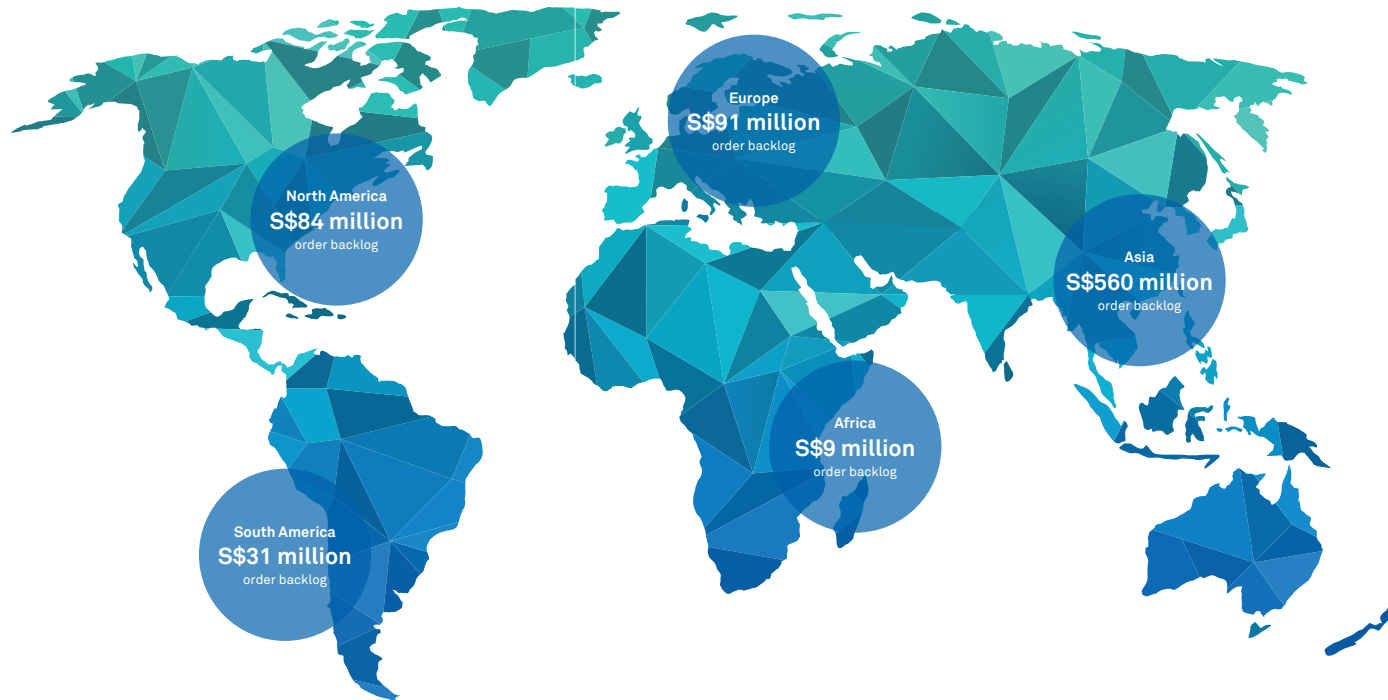 Europe
S$91 million
order backlog
North America
S$84 million
order backlog
Asia
S$560 million
order backlog
Africa
S$9 million
order backlog
South America
S$31 million
order backlog